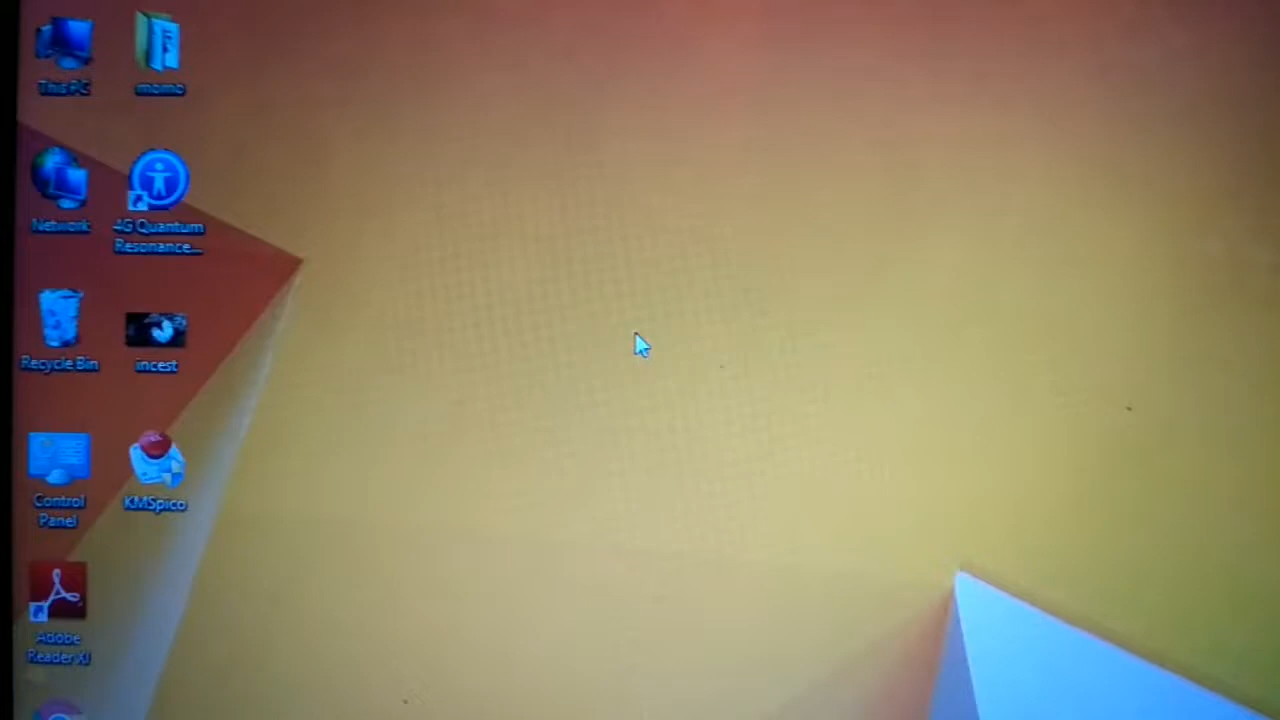 This PC
momo
Network
4G Quantum
Resonance...
Recycle Bin
incest
Control
Panel
KMSpico
Adobe
Reader XI